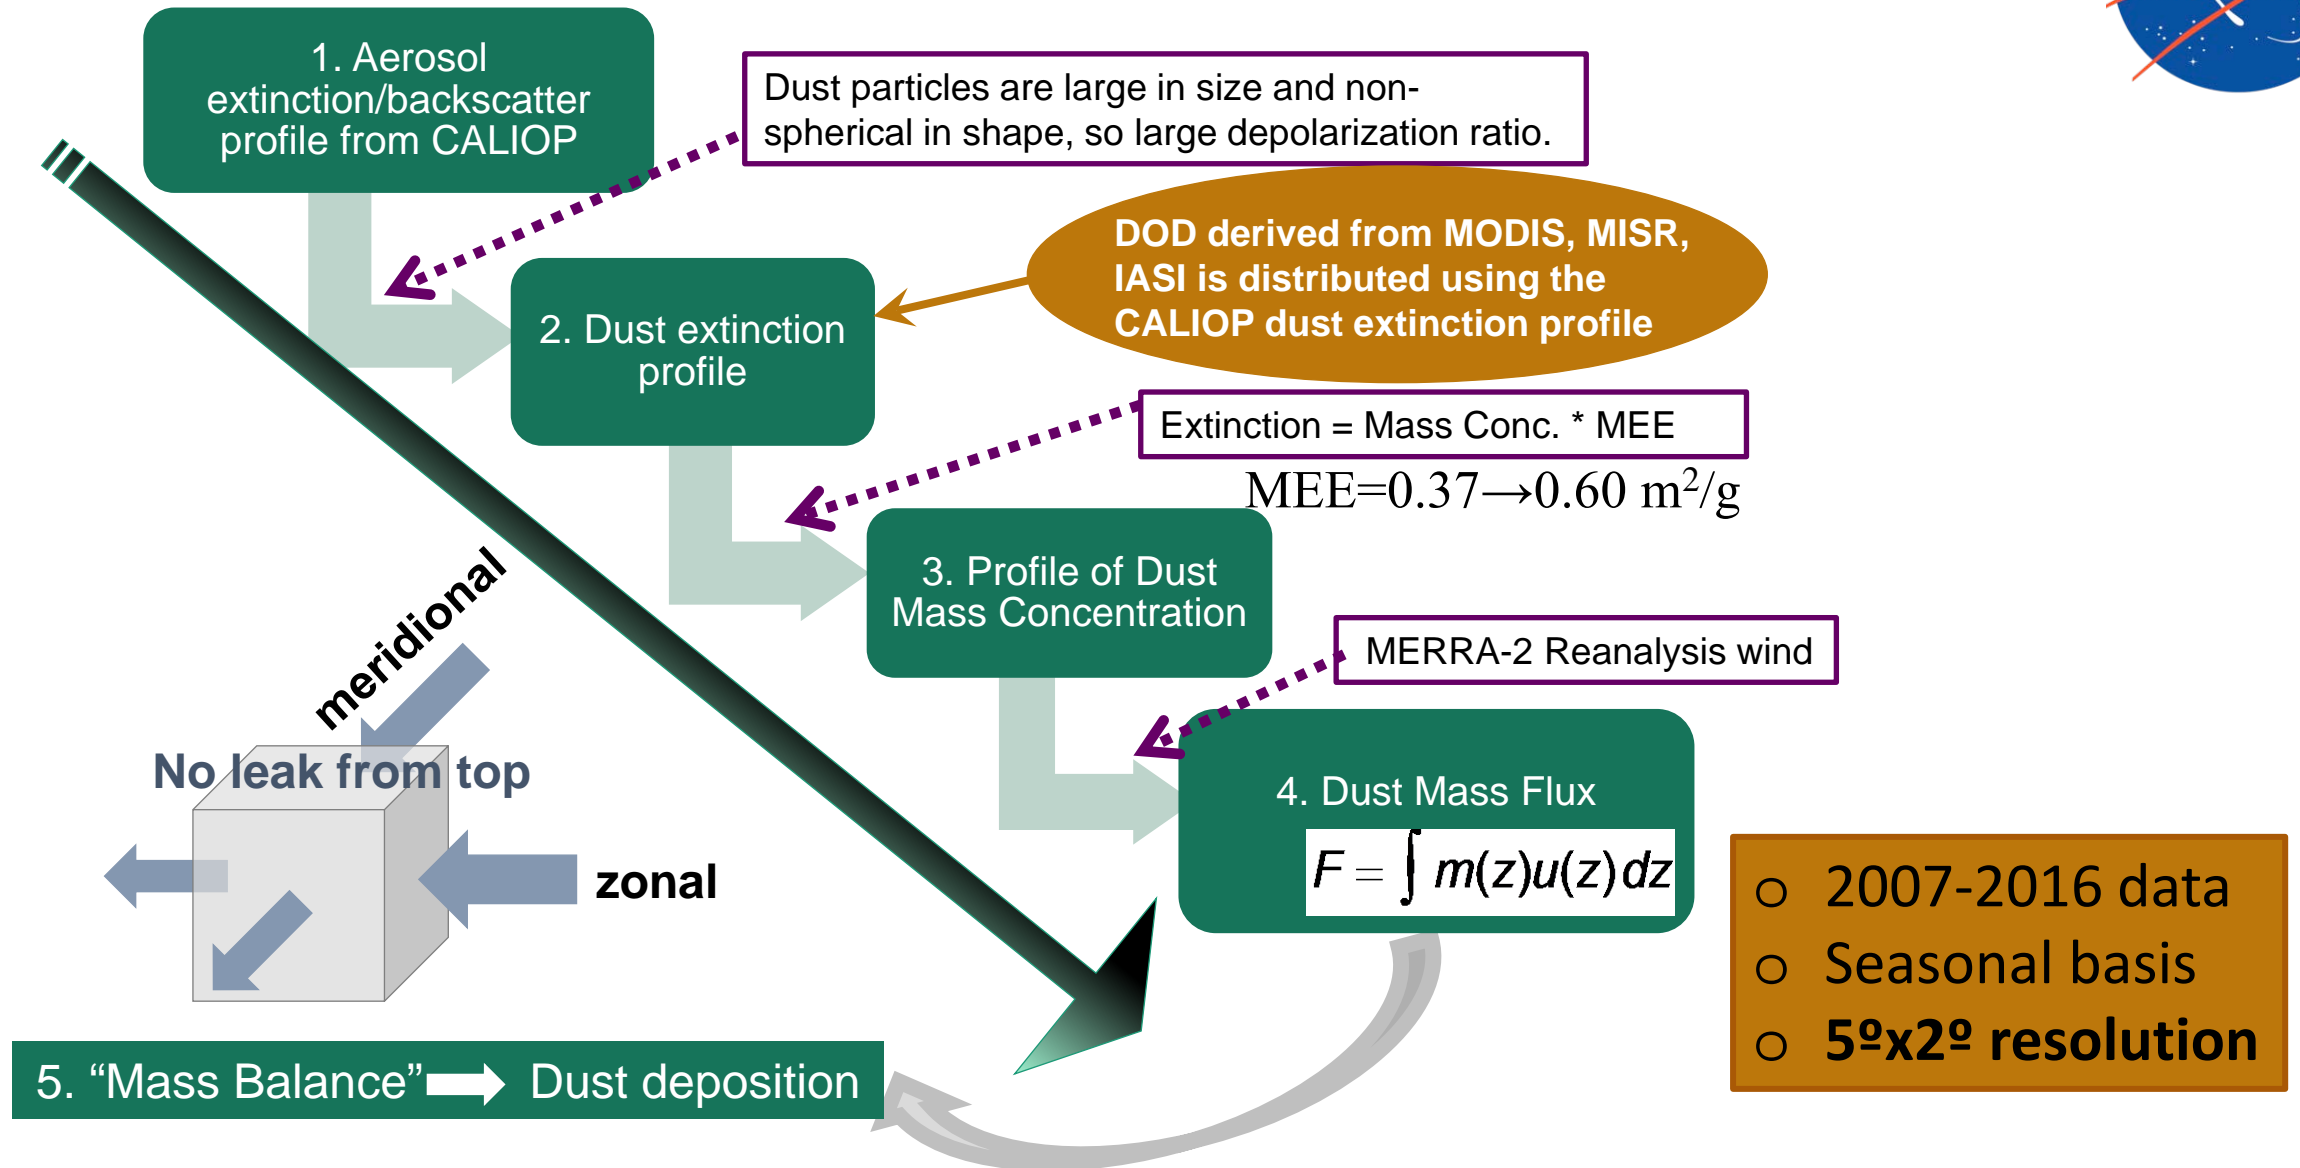 1. Aerosol
extinction/backscatter
profile from CALIOP
Dust particles are large in size and non-
spherical in shape, so large depolarization ratio.
DOD derived from MODIS, MISR,
IASI is distributed using the
CALIOP dust extinction profile
2. Dust extinction
profile
Extinction = Mass Conc. * MEE
MEE=0.37→0.60 m²/g
3. Profile of Dust
Mass Concentration
MERRA-2 Reanalysis wind
meridional
No leak from top
zonal
4. Dust Mass Flux
F = ∫ m(z)u(z) dz
o 2007-2016 data
o Seasonal basis
o 5ºx2º resolution
5. “Mass Balance” → Dust deposition